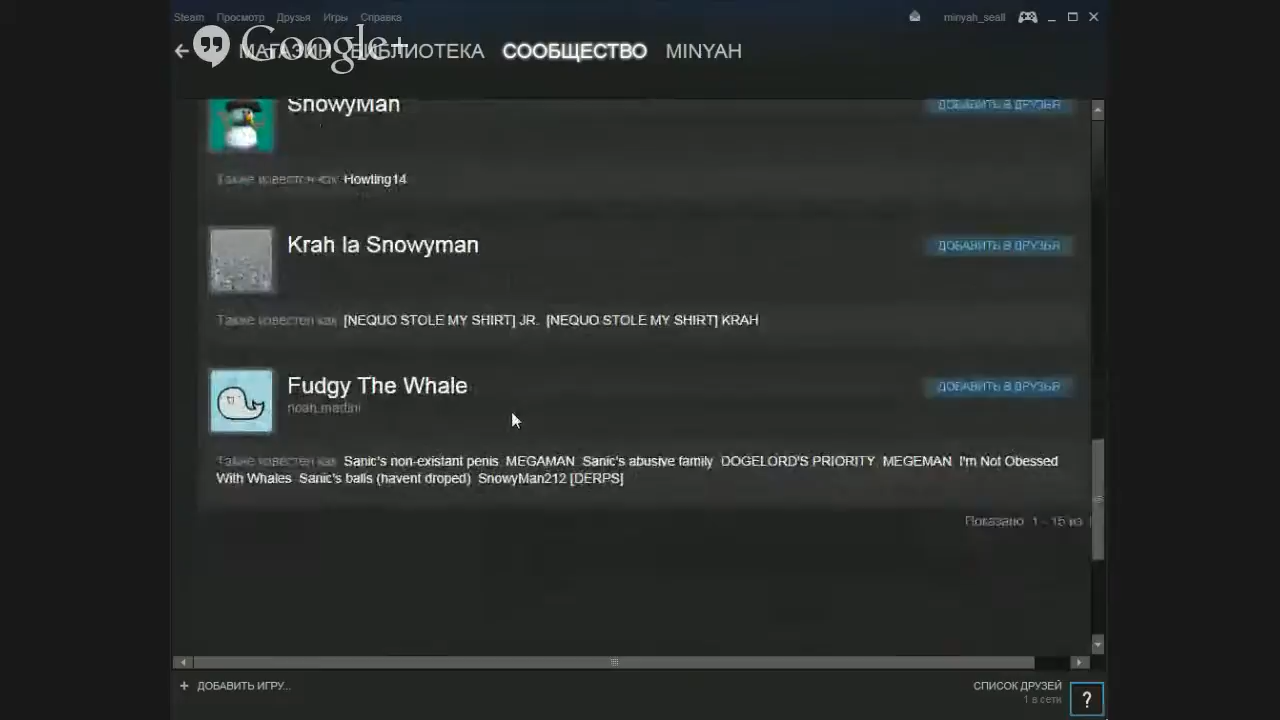 Steam Просмотр Друзья Игры Справка minyah_seall
Google+
МАГАЗИН БИБЛИОТЕКА СООБЩЕСТВО MINYAH
SnowyMan ДОБАВИТЬ В ДРУЗЬЯ
Также известен как Howling14
Krah la Snowyman ДОБАВИТЬ В ДРУЗЬЯ
Также известен как [NEQUO STOLE MY SHIRT] JR. [NEQUO STOLE MY SHIRT] KRAH
Fudgy The Whale ДОБАВИТЬ В ДРУЗЬЯ
noah.madini
Также известен как Sanic's non-existant penis MEGAMAN Sanic's abusive family DOGELORD'S PRIORITY MEGEMAN I'm Not Obessed
With Whales Sanic's balls (havent droped) SnowyMan212 [DERPS]
Показано 1 - 15 из
+ ДОБАВИТЬ ИГРУ... СПИСОК ДРУЗЕЙ
1 в сети ?